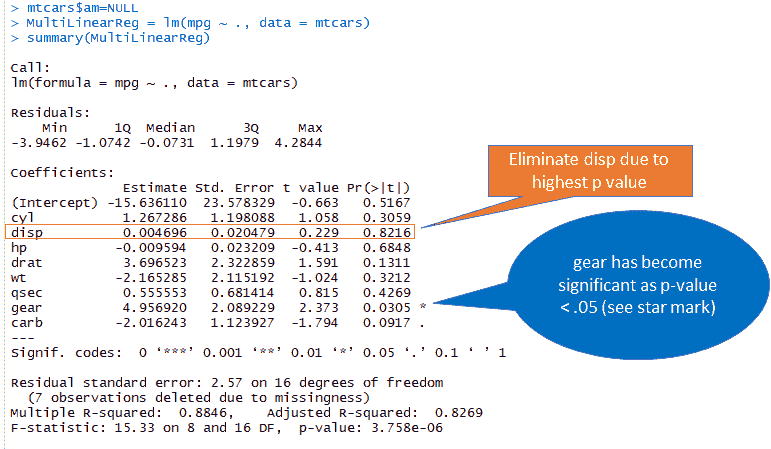 > mtcars$am=NULL
> MultiLinearReg = lm(mpg ~ ., data = mtcars)
> summary(MultiLinearReg)
Call:
lm(formula = mpg ~ ., data = mtcars)
Residuals:
Min 1Q Median 3Q Max
-3.9462 -1.0742 -0.0731 1.1979 4.2844
Coefficients:
Estimate Std. Error t value Pr(>|t|)
(Intercept) -15.636110 23.578329 -0.663 0.5167
cyl 1.267286 1.198088 1.058 0.3059
disp 0.004696 0.020479 0.229 0.8216
hp -0.009594 0.023209 -0.413 0.6848
drat 3.696523 2.322859 1.591 0.1311
wt -2.165285 2.115192 -1.024 0.3212
qsec 0.555553 0.681414 0.815 0.4269
gear 4.956920 2.089229 2.373 0.0305 *
carb -2.016243 1.123927 -1.794 0.0917 .
---
Signif. codes: 0 ‘***’ 0.001 ‘**’ 0.01 ‘*’ 0.05 ‘.’ 0.1 ‘ ’ 1
Residual standard error: 2.57 on 16 degrees of freedom
(7 observations deleted due to missingness)
Multiple R-squared: 0.8846, Adjusted R-squared: 0.8269
F-statistic: 15.33 on 8 and 16 DF, p-value: 3.758e-06
Eliminate disp due to
highest p value
gear has become
significant as p-value
< .05 (see star mark)